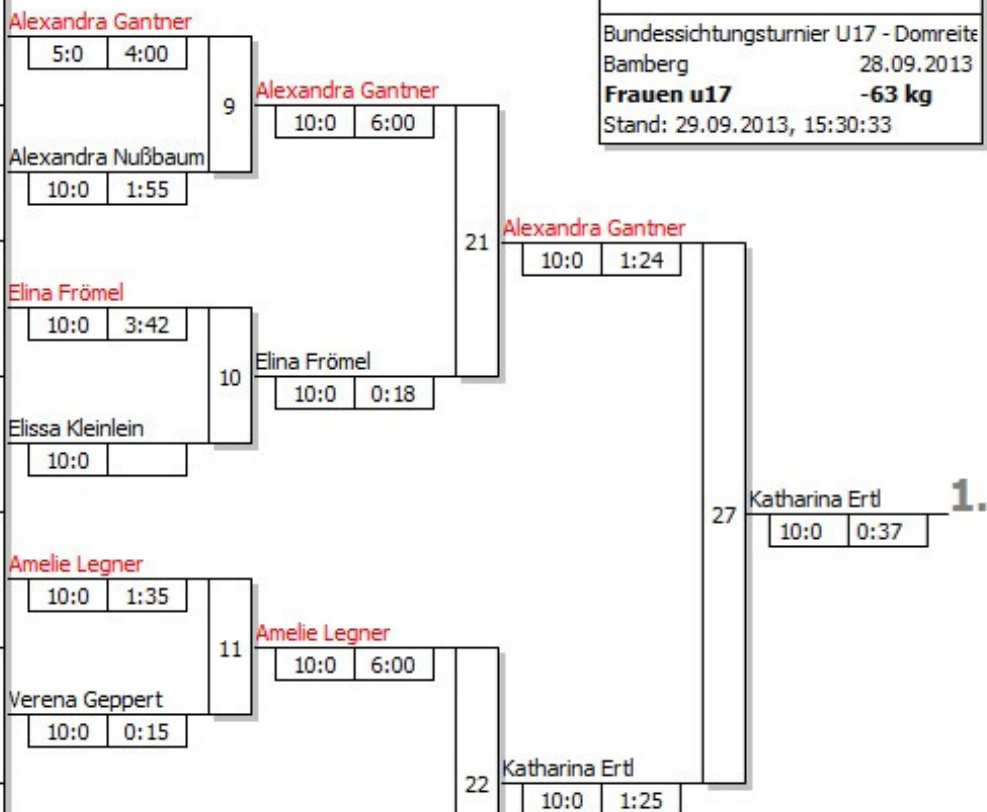 Alexandra Gantner
5:0 4:00
9
Alexandra Nußbaum
10:0 1:55
Elina Frömel
10:0 3:42
10
Elissa Kleinlein
10:0
Amelie Legner
10:0 1:35
11
Verena Geppert
10:0 0:15
Alexandra Gantner
10:0 6:00
21
Elina Frömel
10:0 0:18
Amelie Legner
10:0 6:00
22
Alexandra Gantner
10:0 1:24
27
Katharina Ertl
10:0 1:25
Katharina Ertl
10:0 0:37
1.
Bundessichtungsturnier U17 - Domreite
Bamberg 28.09.2013
Frauen u17 -63 kg
Stand: 29.09.2013, 15:30:33